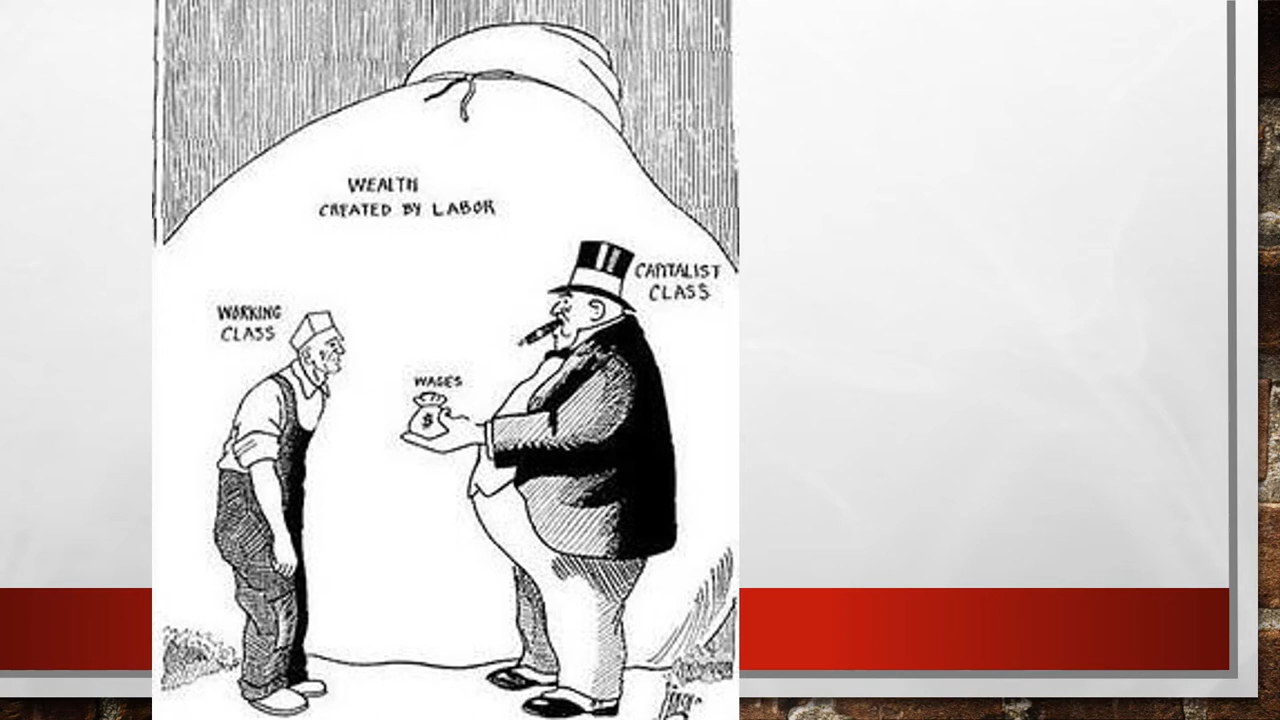 WEALTH
CREATED BY LABOR
CAPITALIST
CLASS
WORKING
CLASS
WAGES
$